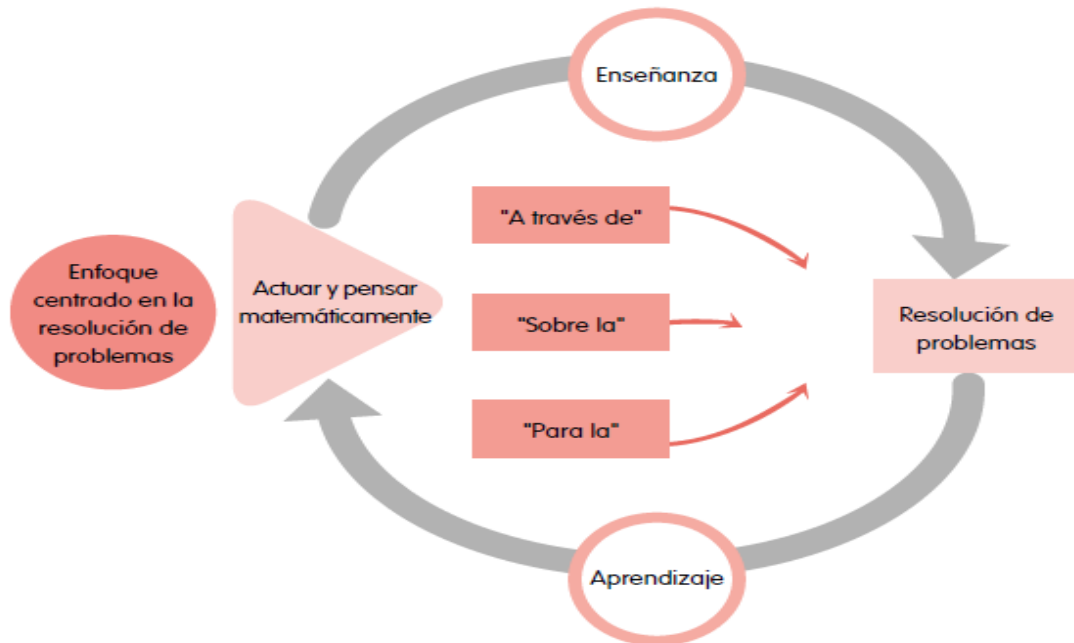 Enseñanza
"A través de"
Enfoque
centrado en la
resolución de
problemas
Actuar y pensar
matemáticamente
"Sobre la"
Resolución de
problemas
"Para la"
Aprendizaje